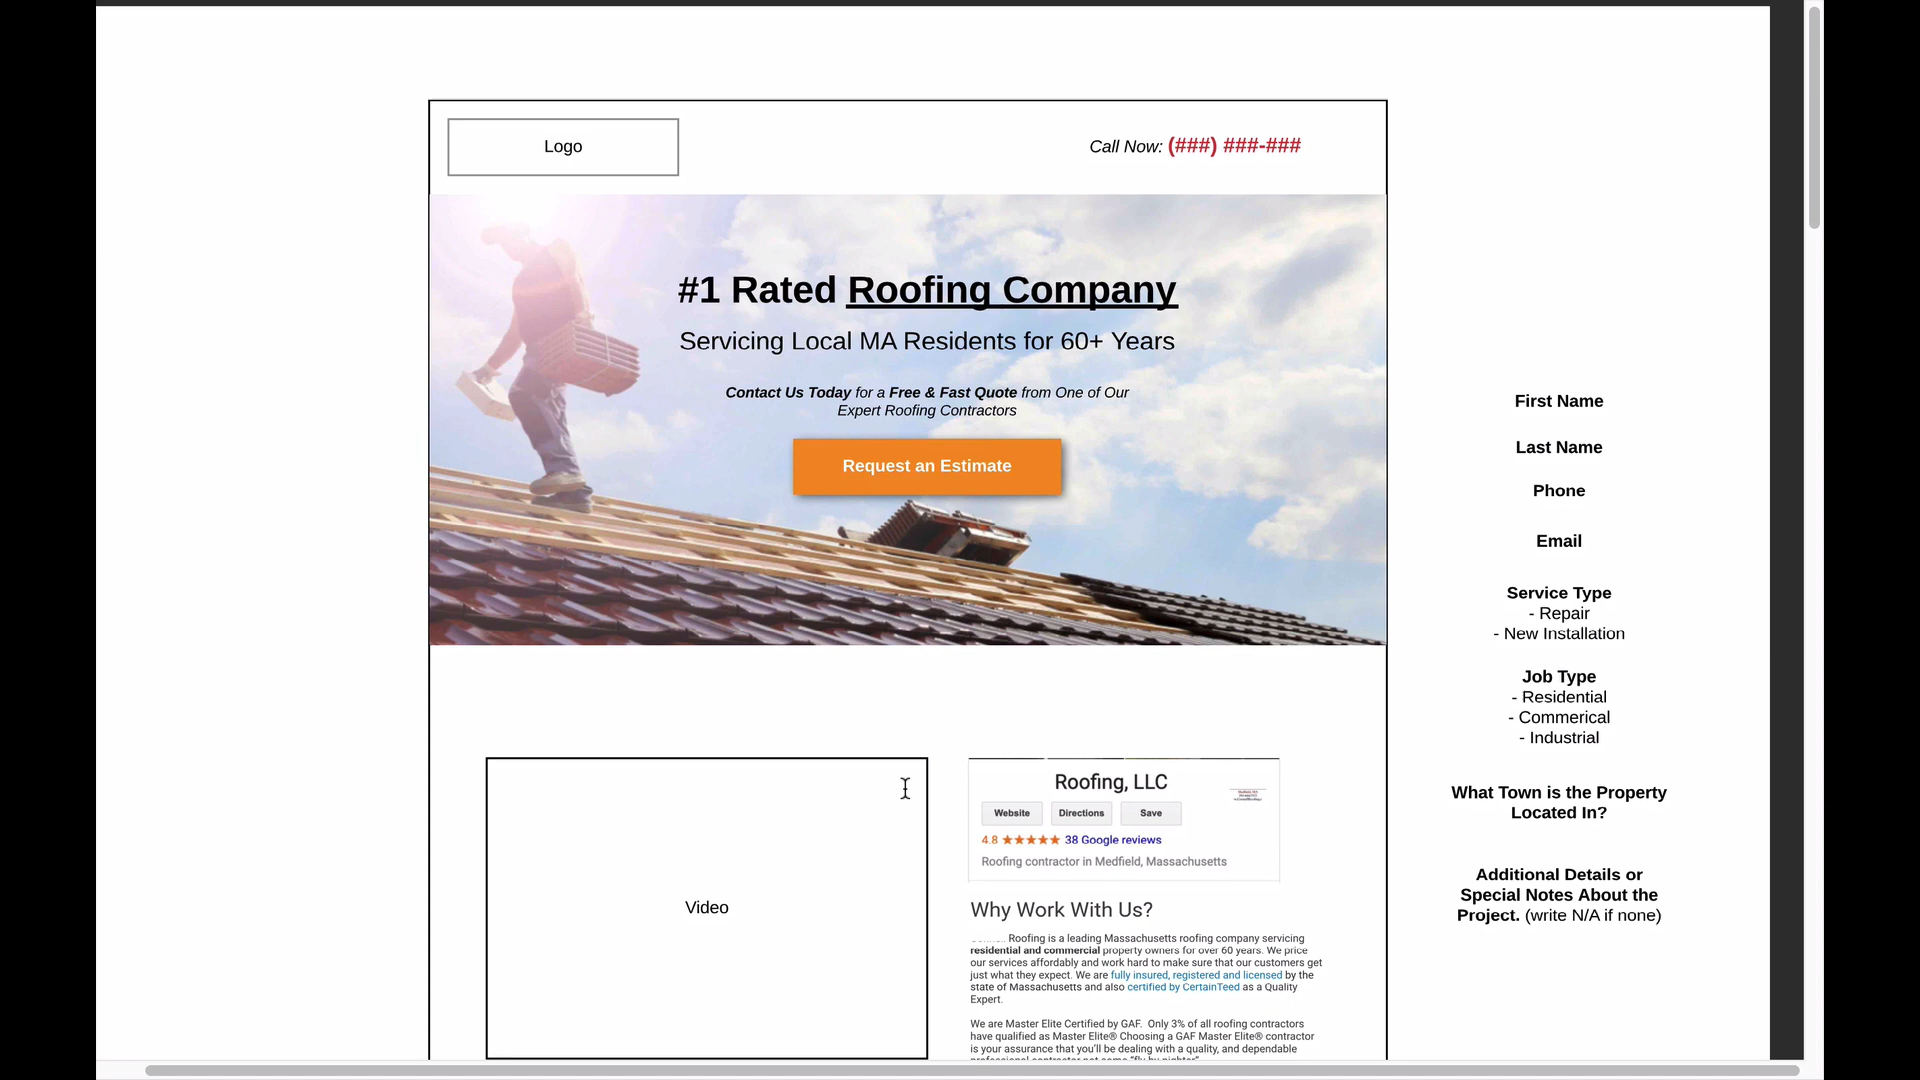 Logo
Call Now: (###) ###-###
#1 Rated Roofing Company
Servicing Local MA Residents for 60+ Years
Contact Us Today for a Free & Fast Quote from One of Our
Expert Roofing Contractors
Request an Estimate
First Name
Last Name
Phone
Email
Service Type
- Repair
- New Installation
Job Type
- Residential
- Commerical
- Industrial
What Town is the Property
Located In?
Additional Details or
Special Notes About the
Project. (write N/A if none)
Video
Roofing, LLC
Website
Directions
Save
4.8 ★★★★★ 38 Google reviews
Roofing contractor in Medfield, Massachusetts
Why Work With Us?
Roofing is a leading Massachusetts roofing company servicing
residential and commercial property owners for over 60 years. We price
our services affordably and work hard to make sure that our customers get
just what they expect. We are fully insured, registered and licensed by the
state of Massachusetts and also certified by CertainTeed as a Quality
Expert.
We are Master Elite Certified by GAF. Only 3% of all roofing contractors
have qualified as Master Elite® Choosing a GAF Master Elite® contractor
is your assurance that you'll be dealing with a quality, and dependable